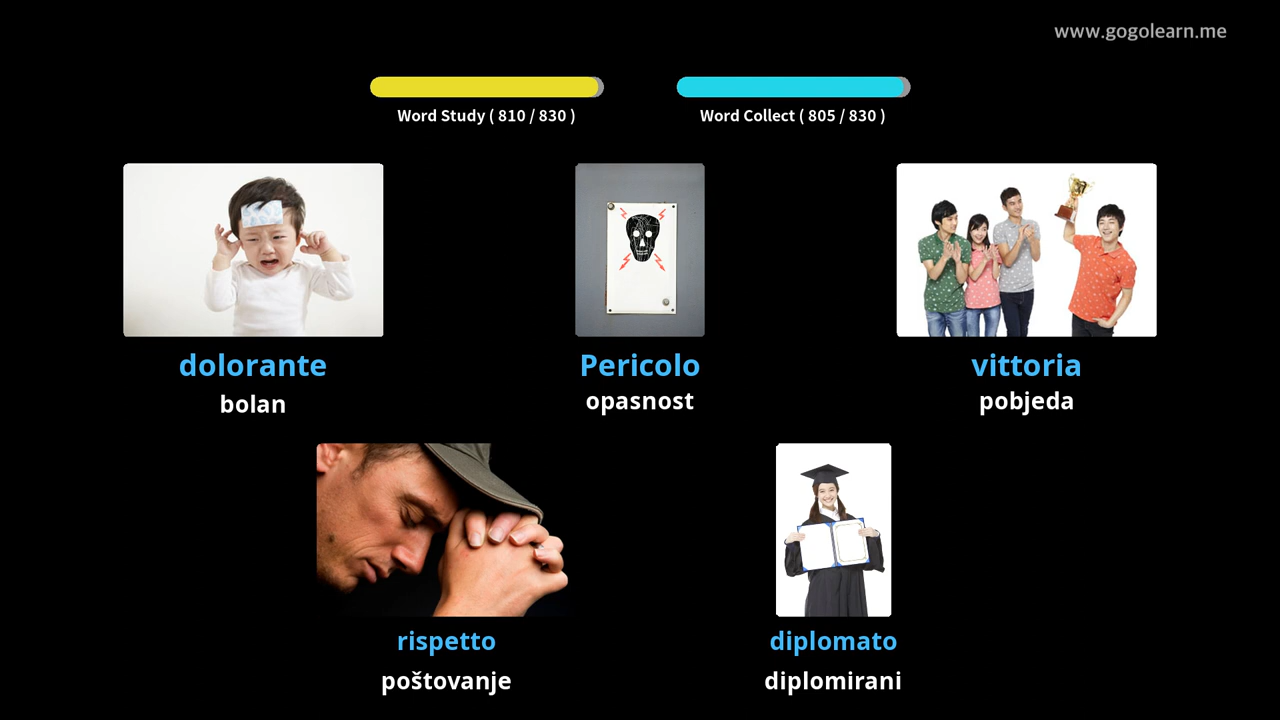 www.gogolearn.me
Word Study ( 810 / 830 )
Word Collect ( 805 / 830 )
dolorante
bolan
Pericolo
opasnost
vittoria
pobjeda
rispetto
poštovanje
diplomato
diplomirani